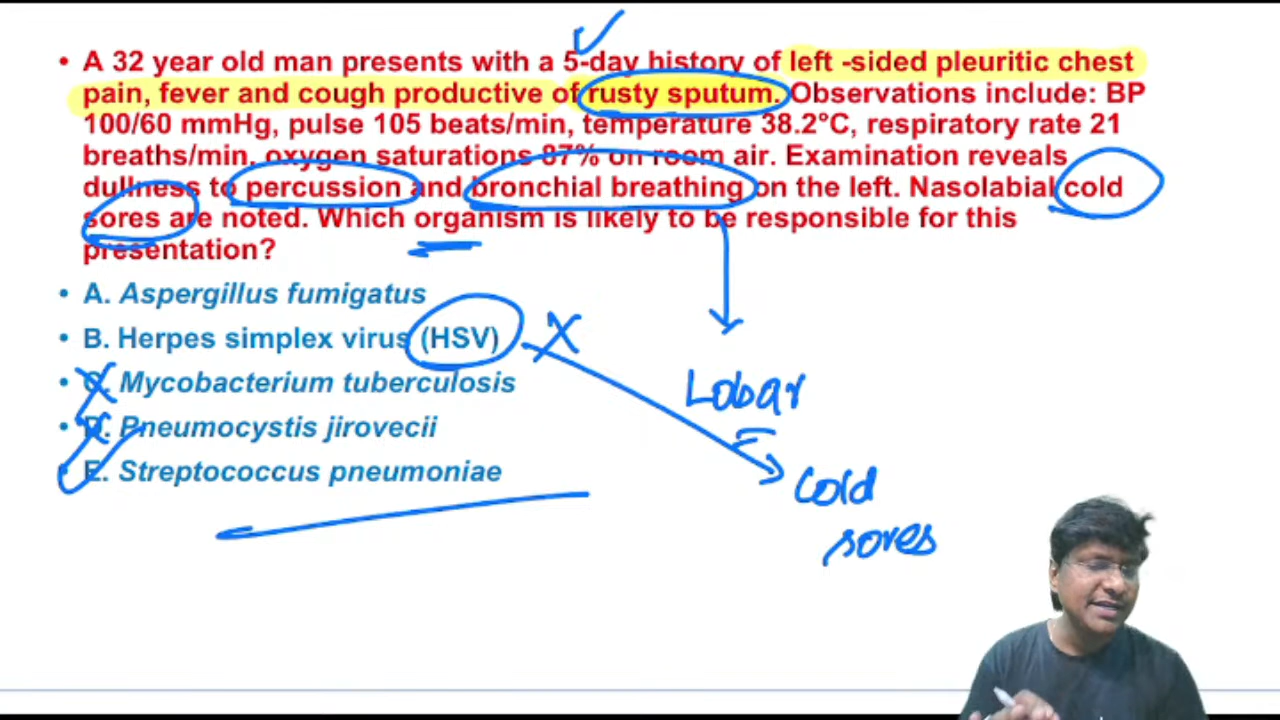 • A 32 year old man presents with a 5-day history of left -sided pleuritic chest
pain, fever and cough productive of rusty sputum. Observations include: BP
100/60 mmHg, pulse 105 beats/min, temperature 38.2°C, respiratory rate 21
breaths/min, oxygen saturations 87% on room air. Examination reveals
dullness to percussion and bronchial breathing on the left. Nasolabial cold
sores are noted. Which organism is likely to be responsible for this
presentation?
• A. Aspergillus fumigatus
• B. Herpes simplex virus (HSV)
• C. Mycobacterium tuberculosis
Lobar
• D. Pneumocystis jirovecii
• E. Streptococcus pneumoniae
Cold
sores